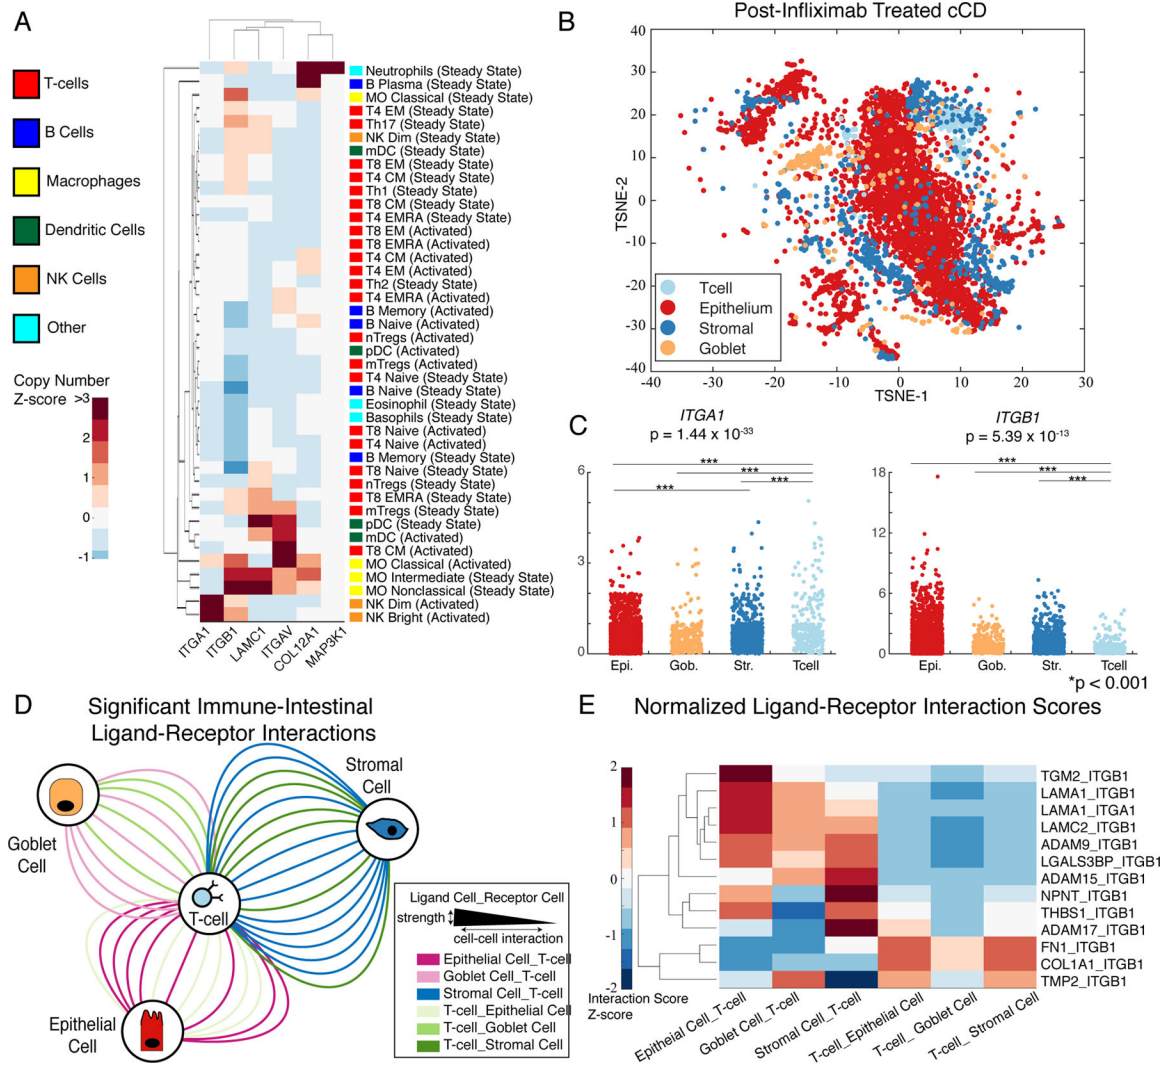 A
T-cells
B Cells
Macrophages
Dendritic Cells
NK Cells
Other
Copy Number
Z-score
>3
2
1
0
-1
Neutrophils (Steady State)
B Plasma (Steady State)
MO Classical (Steady State)
T4 EM (Steady State)
Th17 (Steady State)
NK Dim (Steady State)
mDC (Steady State)
T8 EM (Steady State)
T4 CM (Steady State)
Th1 (Steady State)
T8 CM (Steady State)
T4 EMRA (Steady State)
T8 EM (Activated)
T8 EMRA (Activated)
T4 CM (Activated)
T4 EM (Activated)
Th2 (Steady State)
T4 EMRA (Activated)
B Memory (Activated)
B Naive (Activated)
nTregs (Activated)
pDC (Activated)
mTregs (Activated)
T4 Naive (Steady State)
B Naive (Steady State)
Eosinophil (Steady State)
Basophils (Steady State)
T8 Naive (Activated)
T4 Naive (Activated)
B Memory (Steady State)
T8 Naive (Steady State)
nTregs (Steady State)
T8 EMRA (Steady State)
mTregs (Steady State)
pDC (Steady State)
mDC (Activated)
T8 CM (Activated)
MO Classical (Activated)
MO Intermediate (Steady State)
MO Nonclassical (Steady State)
NK Dim (Activated)
NK Bright (Activated)
ITGA1
ITGB1
LAMC1
ITGAV
COL12A1
MAP3K1
B
Post-Infliximab Treated cCD
TSNE-2
40
30
20
10
0
-10
-20
-30
-40
Tcell
Epithelium
Stromal
Goblet
-40 -30 -20 -10 0 10 20 30
TSNE-1
C
ITGA1
p = 1.44 x 10-33
***
***
***
***
6
3
0
Epi. Gob. Str. Tcell
ITGB1
p = 5.39 x 10-13
***
***
***
18
12
6
0
Epi. Gob. Str. Tcell
*p < 0.001
D
Significant Immune-Intestinal
Ligand-Receptor Interactions
Goblet
Cell
Stromal
Cell
T-cell
Epithelial
Cell
Ligand Cell_Receptor Cell
strength
cell-cell interaction
Epithelial Cell_T-cell
Goblet Cell_T-cell
Stromal Cell_T-cell
T-cell_Epithelial Cell
T-cell_Goblet Cell
T-cell_Stromal Cell
E
Normalized Ligand-Receptor Interaction Scores
2
1
0
-1
-2
Interaction Score
Z-score
TGM2_ITGB1
LAMA1_ITGB1
LAMA1_ITGA1
LAMC2_ITGB1
ADAM9_ITGB1
LGALS3BP_ITGB1
ADAM15_ITGB1
NPNT_ITGB1
THBS1_ITGB1
ADAM17_ITGB1
FN1_ITGB1
COL1A1_ITGB1
TMP2_ITGB1
Epitheial Cell_T-cell
Goblet Cell_T-cell
Stromal Cell_T-cell
T-cell_Epithelial Cell
T-cell_ Goblet Cell
T-cell_ Stromal Cell